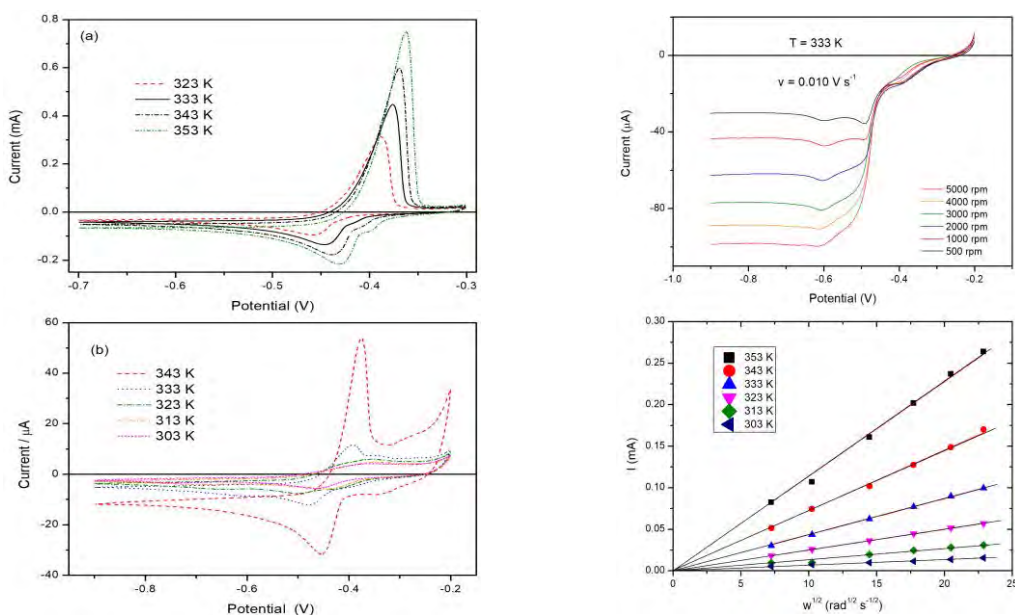 (a)
323 K
333 K
343 K
353 K
0.8
0.6
0.4
0.2
0.0
-0.2
Current (mA)
-0.7
-0.6
-0.5
-0.4
-0.3
Potential (V)
T = 333 K
v = 0.010 V s⁻¹
0
-40
-80
Current (μA)
5000 rpm
4000 rpm
3000 rpm
2000 rpm
1000 rpm
500 rpm
-1.0
-0.8
-0.6
-0.4
-0.2
Potential (V)
(b)
343 K
333 K
323 K
313 K
303 K
60
40
20
0
-20
-40
Current / μA
-0.8
-0.6
-0.4
-0.2
Potential (V)
353 K
343 K
333 K
323 K
313 K
303 K
0.30
0.25
0.20
0.15
0.10
0.05
0.00
I (mA)
0
5
10
15
20
25
w^1/2 (rad^1/2 s^-1/2)